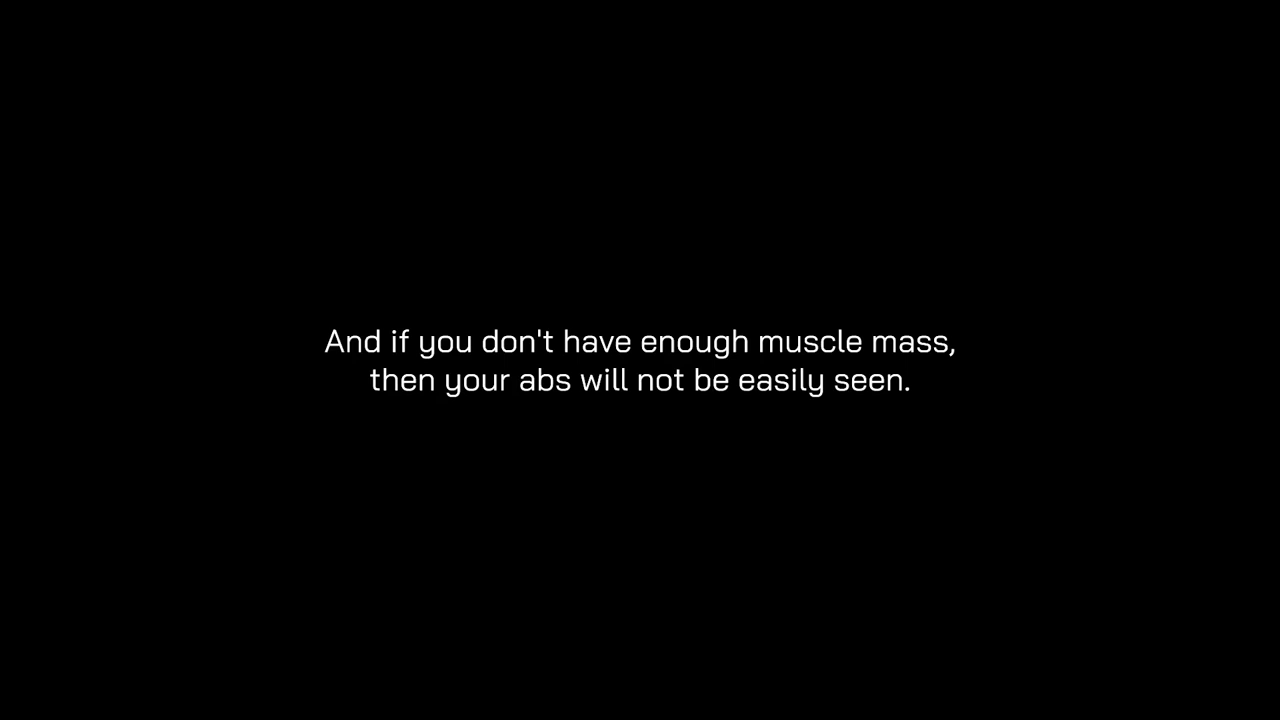 And if you don't have enough muscle mass,
then your abs will not be easily seen.